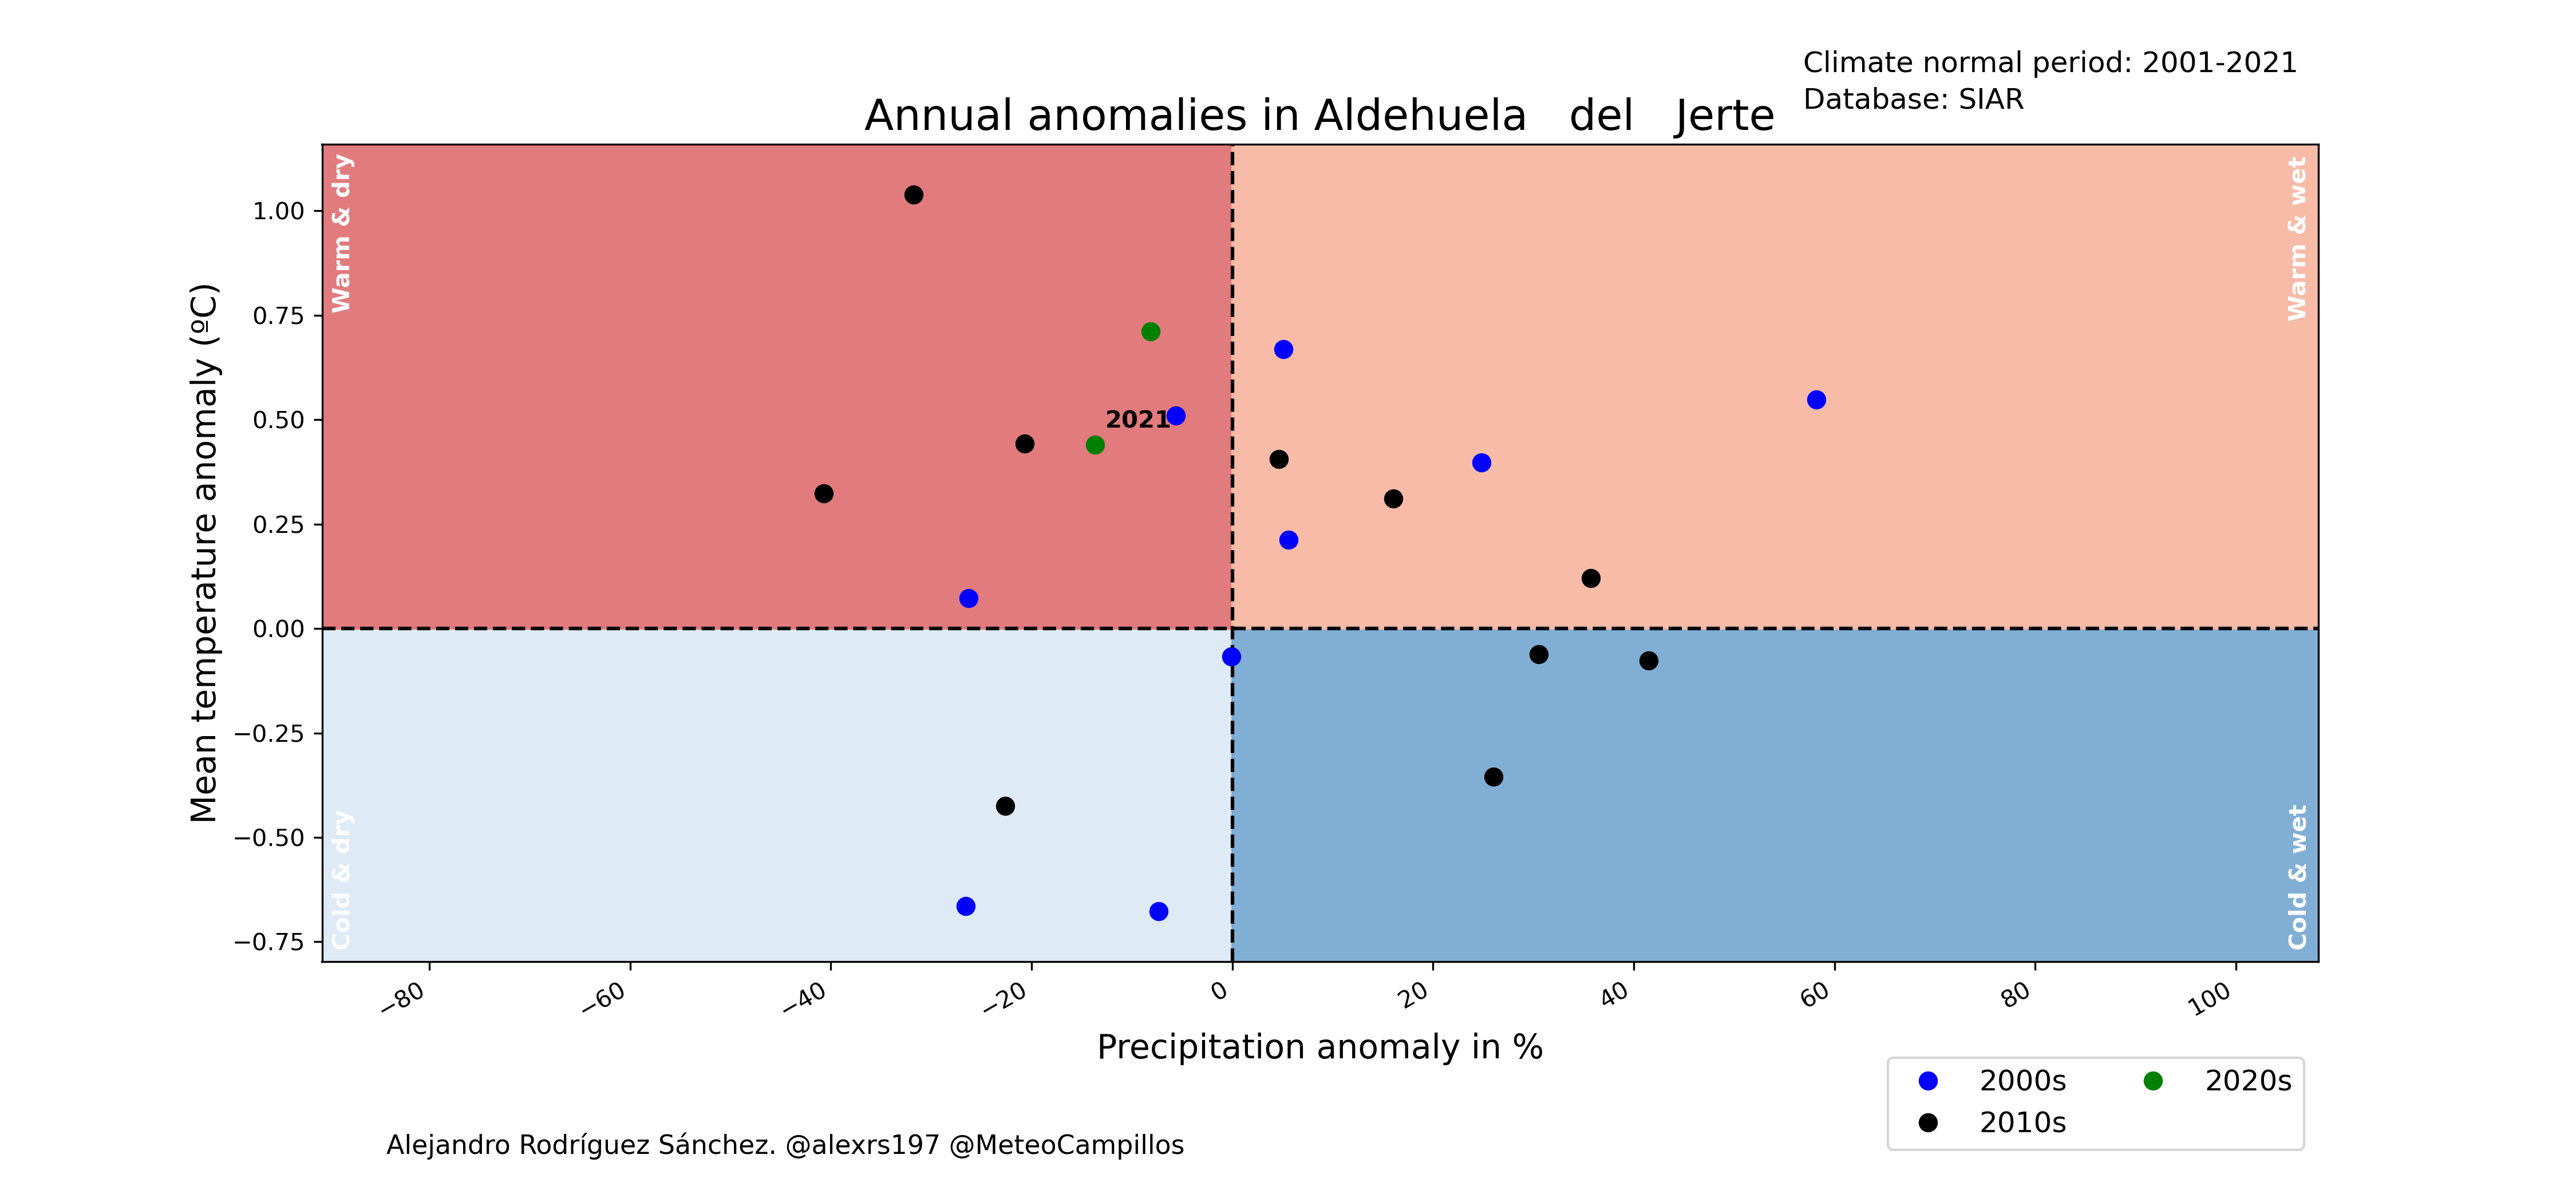 Climate normal period: 2001-2021
Database: SIAR
Annual anomalies in Aldehuela   del   Jerte
Warm & dry
Warm & wet
1.00
0.75
0.50
0.25
0.00
−0.25
−0.50
−0.75
Mean temperature anomaly (ºC)
2021
Cold & dry
Cold & wet
−80
−60
−40
−20
0
20
40
60
80
100
Precipitation anomaly in %
2000s
2010s
2020s
Alejandro Rodríguez Sánchez. @alexrs197 @MeteoCampillos